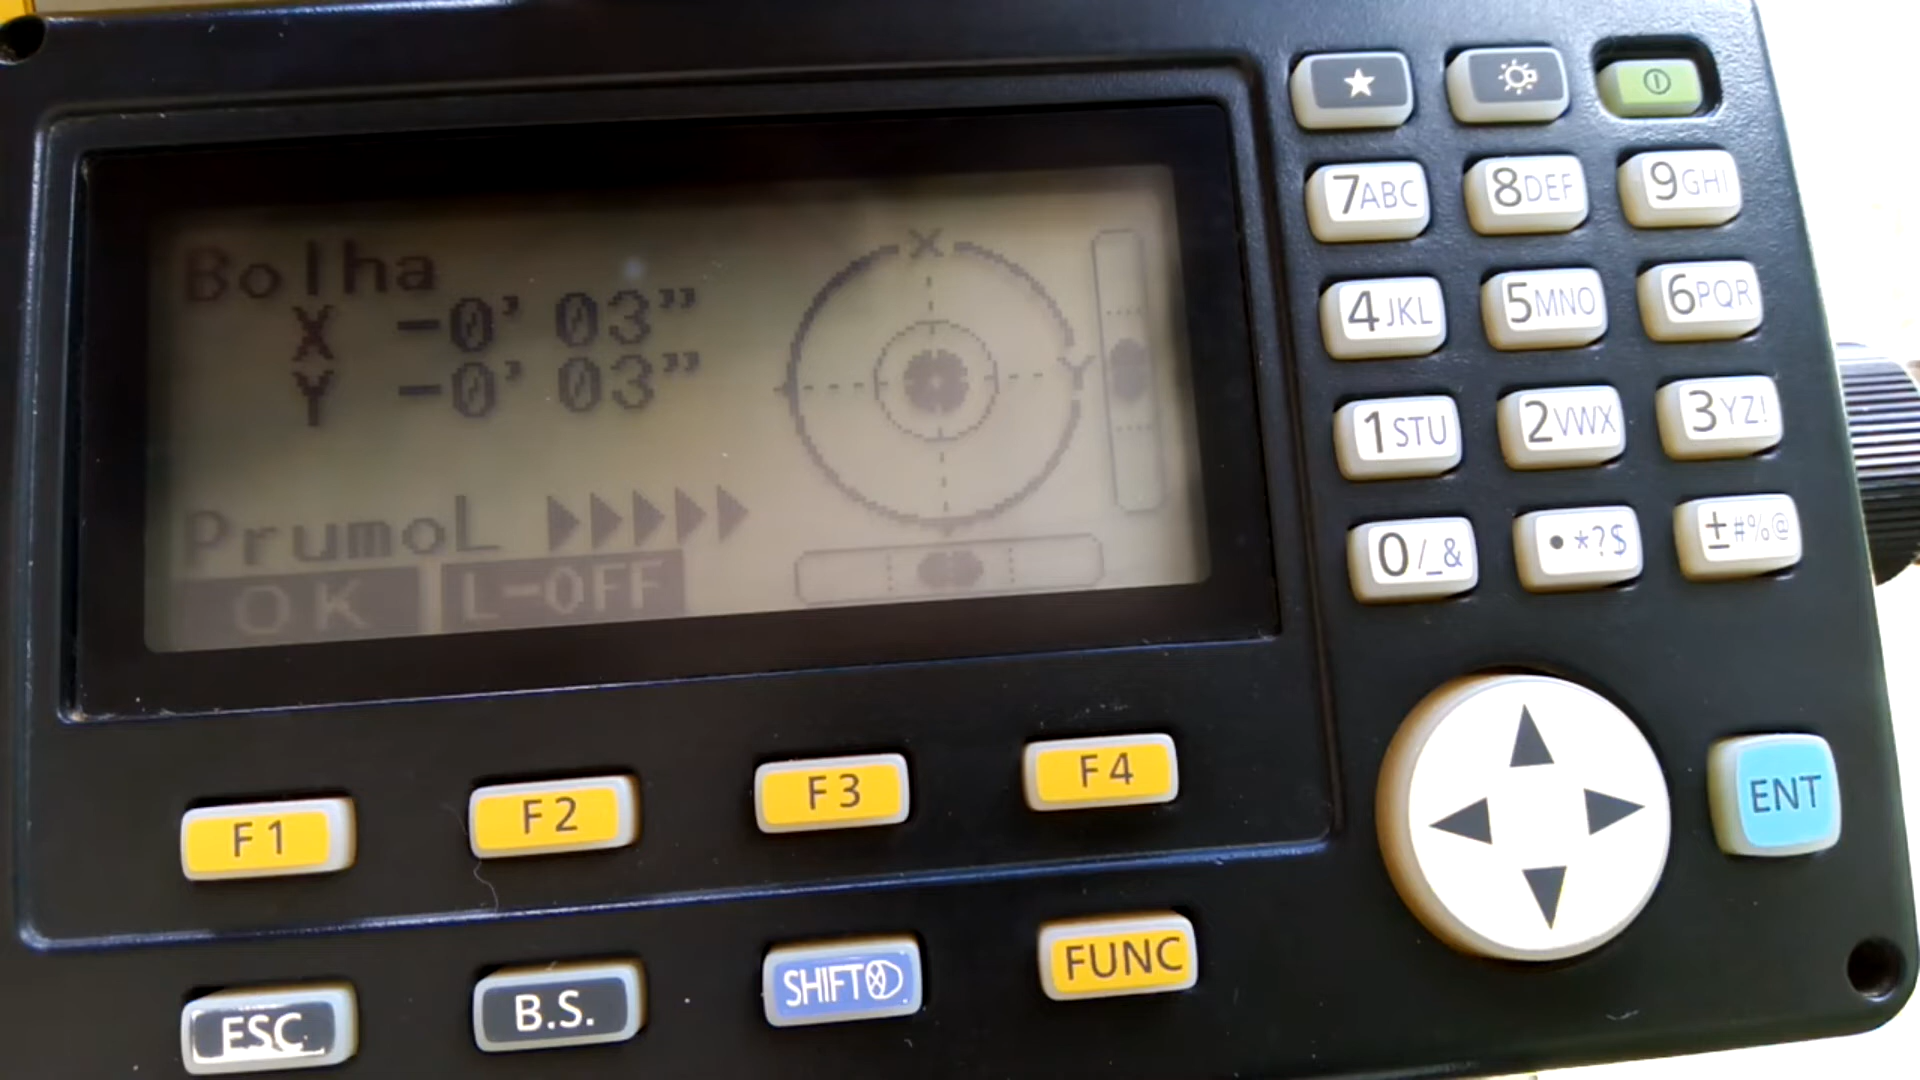 Bolha
X -0' 03"
Y -0' 03"
PrumoL
OK L-OFF
X
Y
F1 F2 F3 F4
ESC B.S. SHIFT FUNC
7ABC 8DEF 9GHI
4JKL 5MNO 6PQR
1STU 2VWX 3YZ!
0/_& •*?$ ±#%@
ENT